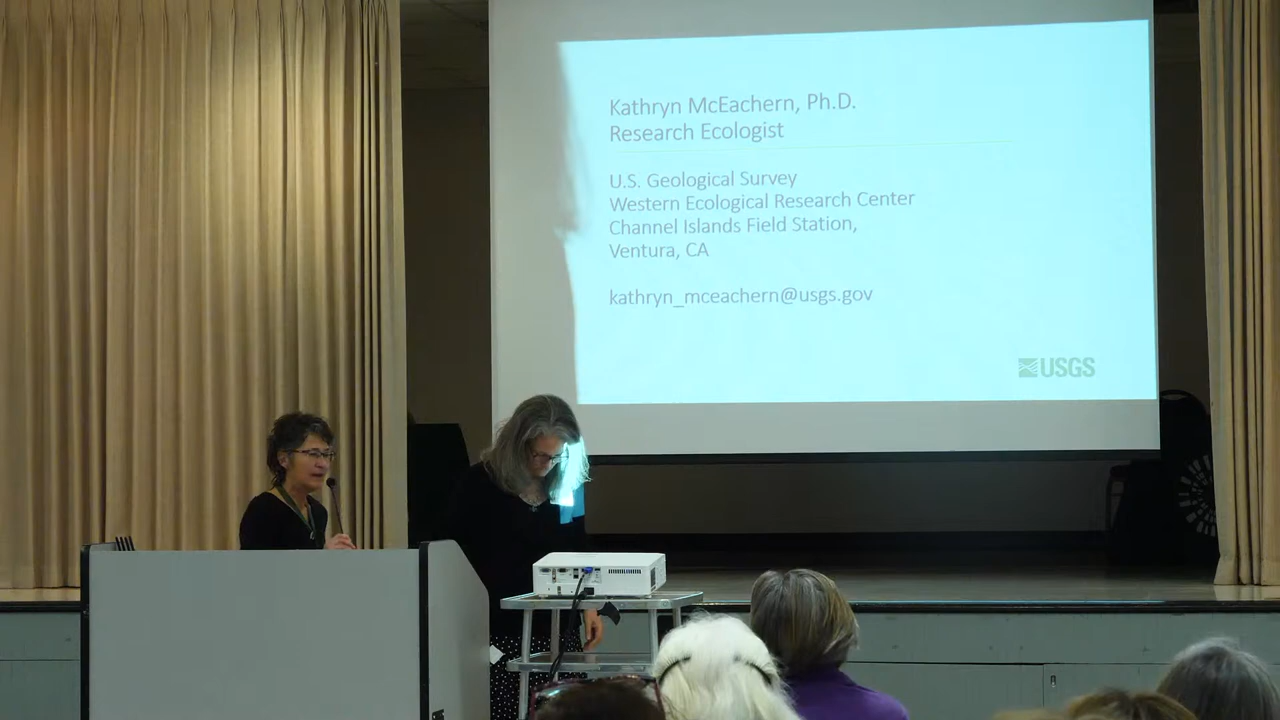 Kathryn McEachern, Ph.D.
Research Ecologist
U.S. Geological Survey
Western Ecological Research Center
Channel Islands Field Station,
Ventura, CA
kathryn_mceachern@usgs.gov
USGS